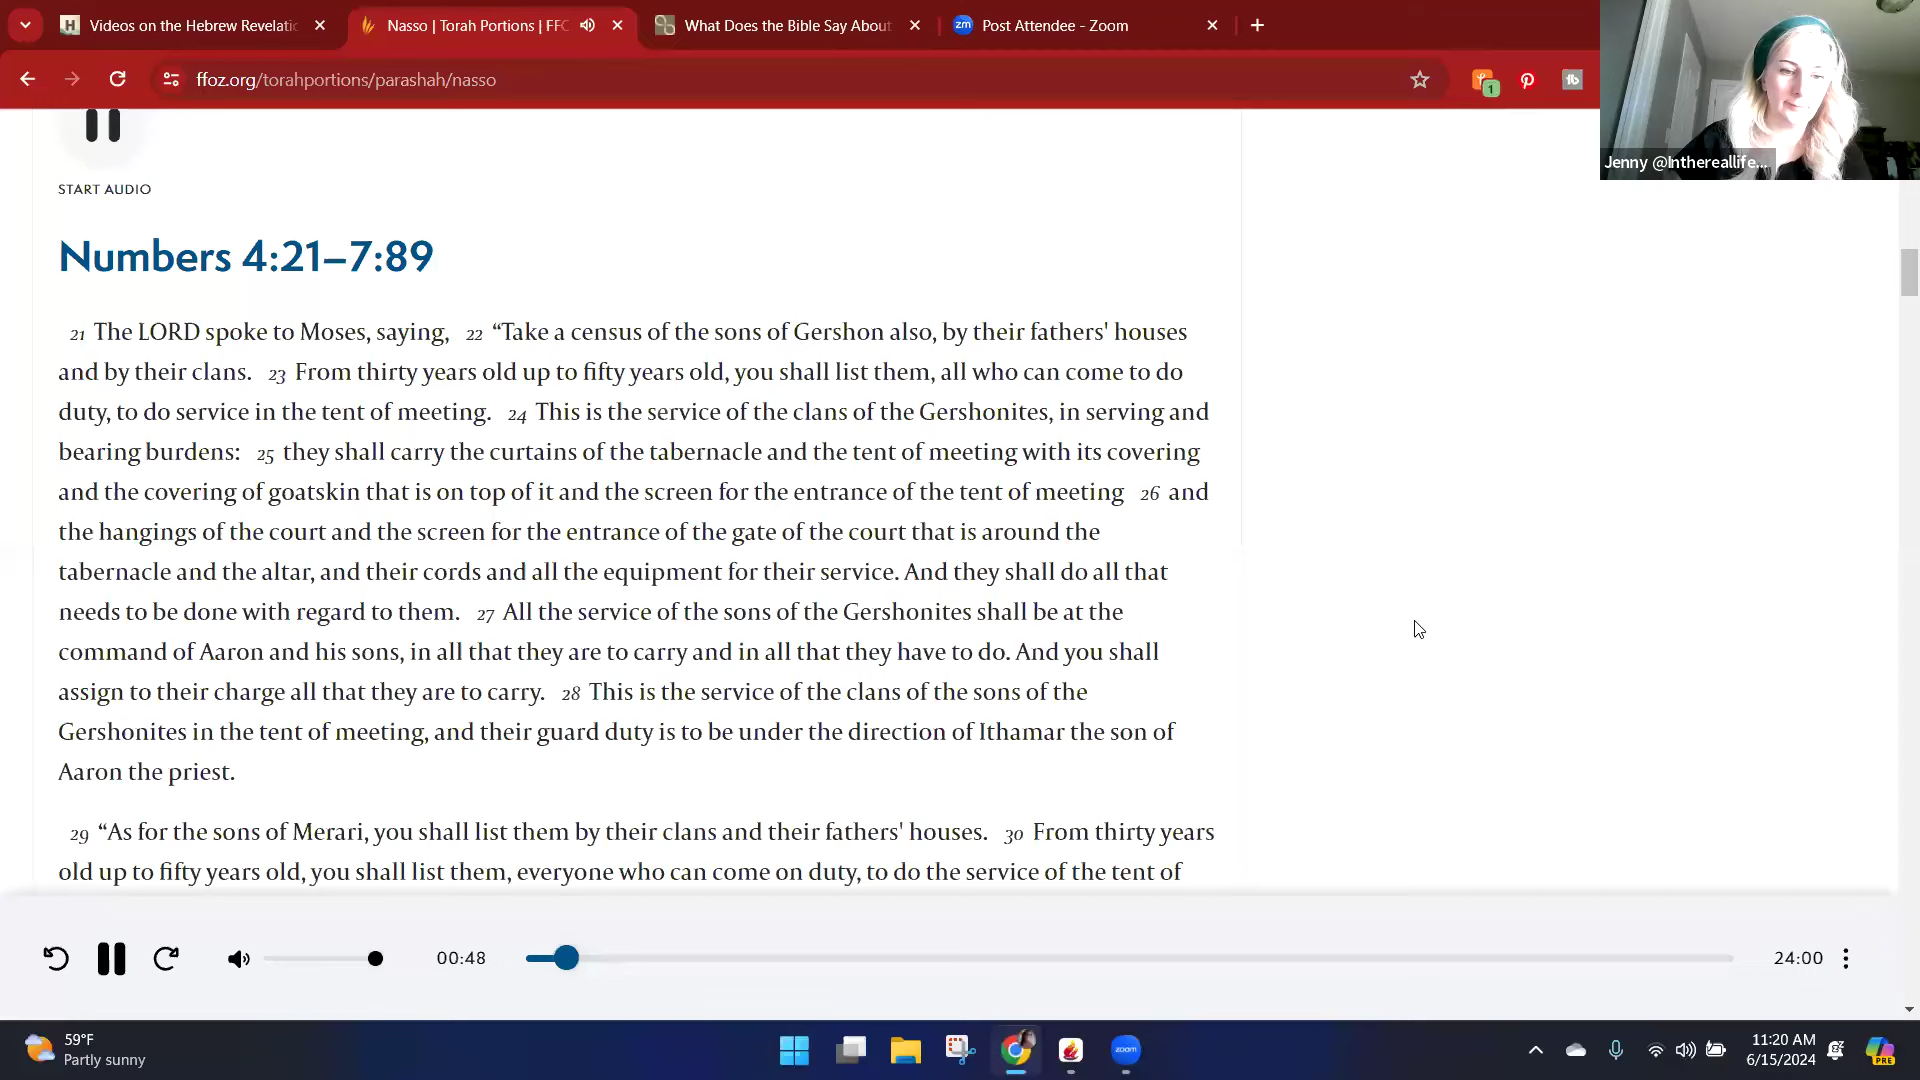 Videos on the Hebrew Revelatic
Nasso | Torah Portions | FFC
What Does the Bible Say About
zm Post Attendee - Zoom
ffoz.org/torahportions/parashah/nasso
1
Jenny @Inthereallife...
START AUDIO
Numbers 4:21–7:89
21 The LORD spoke to Moses, saying, 22 “Take a census of the sons of Gershon also, by their fathers' houses
and by their clans. 23 From thirty years old up to fifty years old, you shall list them, all who can come to do
duty, to do service in the tent of meeting. 24 This is the service of the clans of the Gershonites, in serving and
bearing burdens: 25 they shall carry the curtains of the tabernacle and the tent of meeting with its covering
and the covering of goatskin that is on top of it and the screen for the entrance of the tent of meeting 26 and
the hangings of the court and the screen for the entrance of the gate of the court that is around the
tabernacle and the altar, and their cords and all the equipment for their service. And they shall do all that
needs to be done with regard to them. 27 All the service of the sons of the Gershonites shall be at the
command of Aaron and his sons, in all that they are to carry and in all that they have to do. And you shall
assign to their charge all that they are to carry. 28 This is the service of the clans of the sons of the
Gershonites in the tent of meeting, and their guard duty is to be under the direction of Ithamar the son of
Aaron the priest.
29 “As for the sons of Merari, you shall list them by their clans and their fathers' houses. 30 From thirty years
old up to fifty years old, you shall list them, everyone who can come on duty, to do the service of the tent of
00:48
24:00
59°F
Partly sunny
zoom
11:20 AM
6/15/2024
PRE